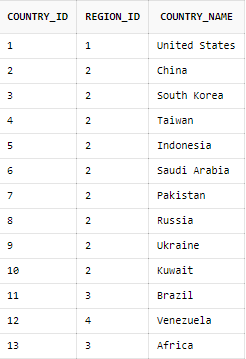 COUNTRY_ID REGION_ID COUNTRY_NAME
1 1 United States
2 2 China
3 2 South Korea
4 2 Taiwan
5 2 Indonesia
6 2 Saudi Arabia
7 2 Pakistan
8 2 Russia
9 2 Ukraine
10 2 Kuwait
11 3 Brazil
12 4 Venezuela
13 3 Africa